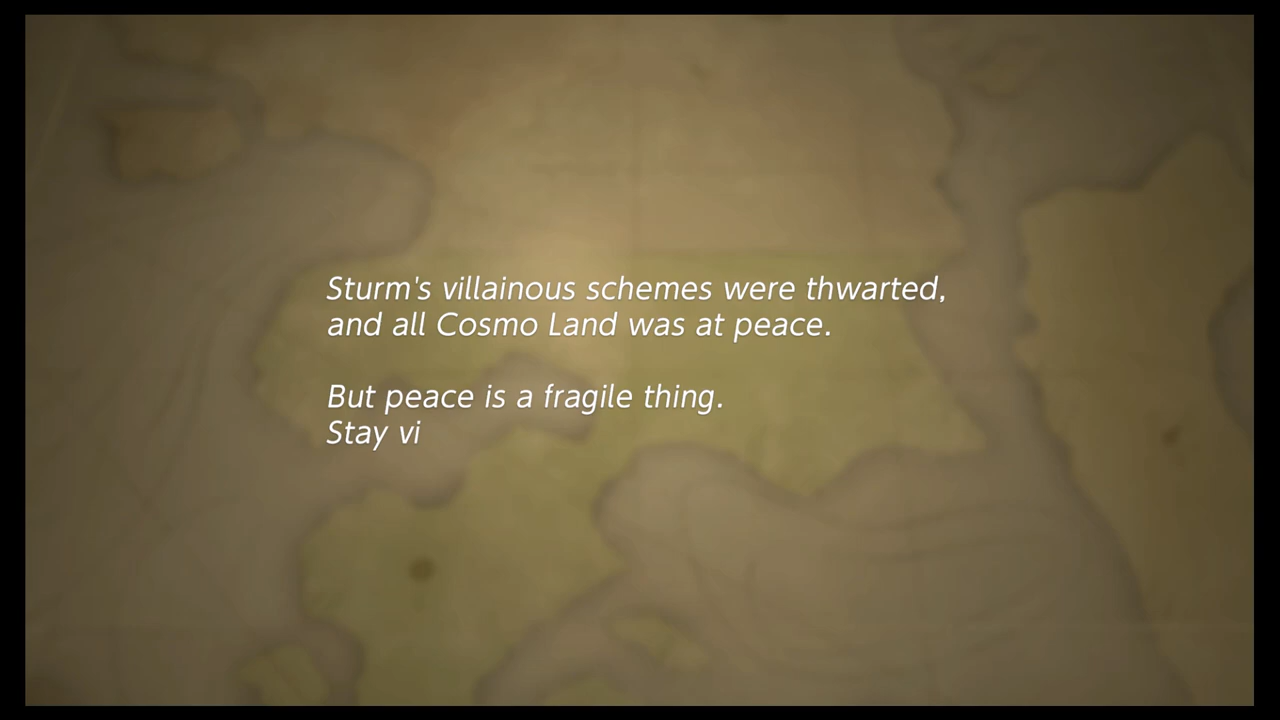 Sturm's villainous schemes were thwarted,
and all Cosmo Land was at peace.
But peace is a fragile thing.
Stay vi